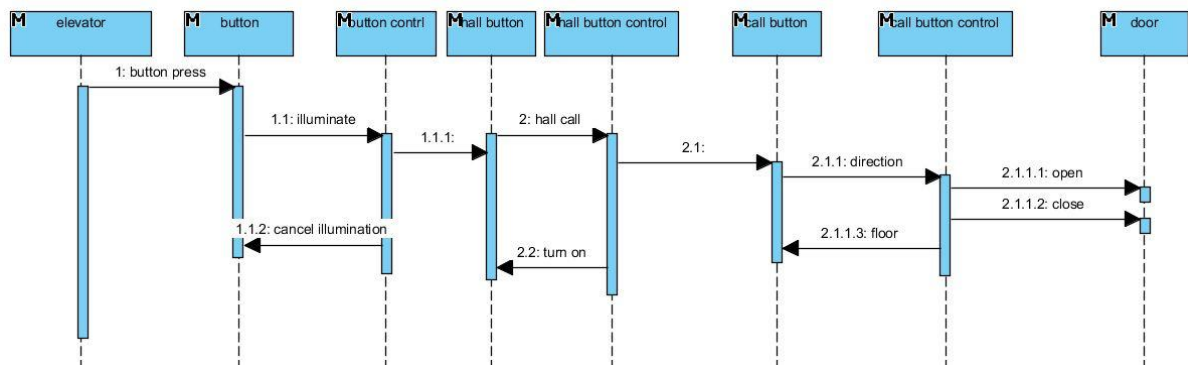 M elevator
M button
M button contrl
M hall button
M hall button control
M call button
M call button control
M door
1: button press
1.1: illuminate
1.1.1:
2: hall call
2.1:
2.1.1: direction
2.1.1.1: open
2.1.1.2: close
1.1.2: cancel illumination
2.1.1.3: floor
2.2: turn on